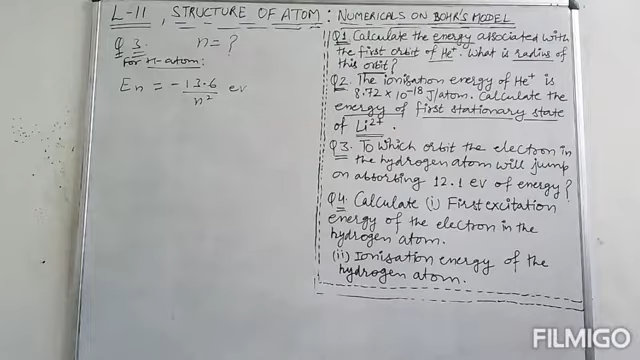 L-11, STRUCTURE OF ATOM: NUMERICALS ON BOHR'S MODEL
Q 3. n = ?
For H-atom:
En = -13.6/n² ev
Q1 Calculate the energy associated with
the first orbit of He⁺. What is radius of
this orbit?
Q2. The ionisation energy of He⁺ is
8.72 × 10⁻¹⁸ J/atom. Calculate the
energy of first stationary state
of Li²⁺.
Q3. To which orbit the electron in
the hydrogen atom will jump
on absorbing 12.1 ev of energy?
Q4. Calculate (i) First excitation
energy of the electron in the
hydrogen atom.
(ii) Ionisation energy of the
hydrogen atom.
FILMIGO